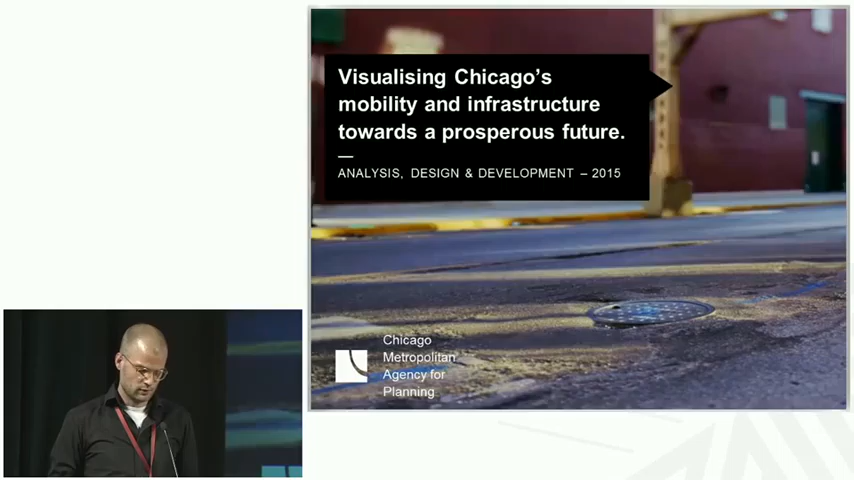 Visualising Chicago's
mobility and infrastructure
towards a prosperous future.
ANALYSIS, DESIGN & DEVELOPMENT – 2015
Chicago
Metropolitan
Agency for
Planning